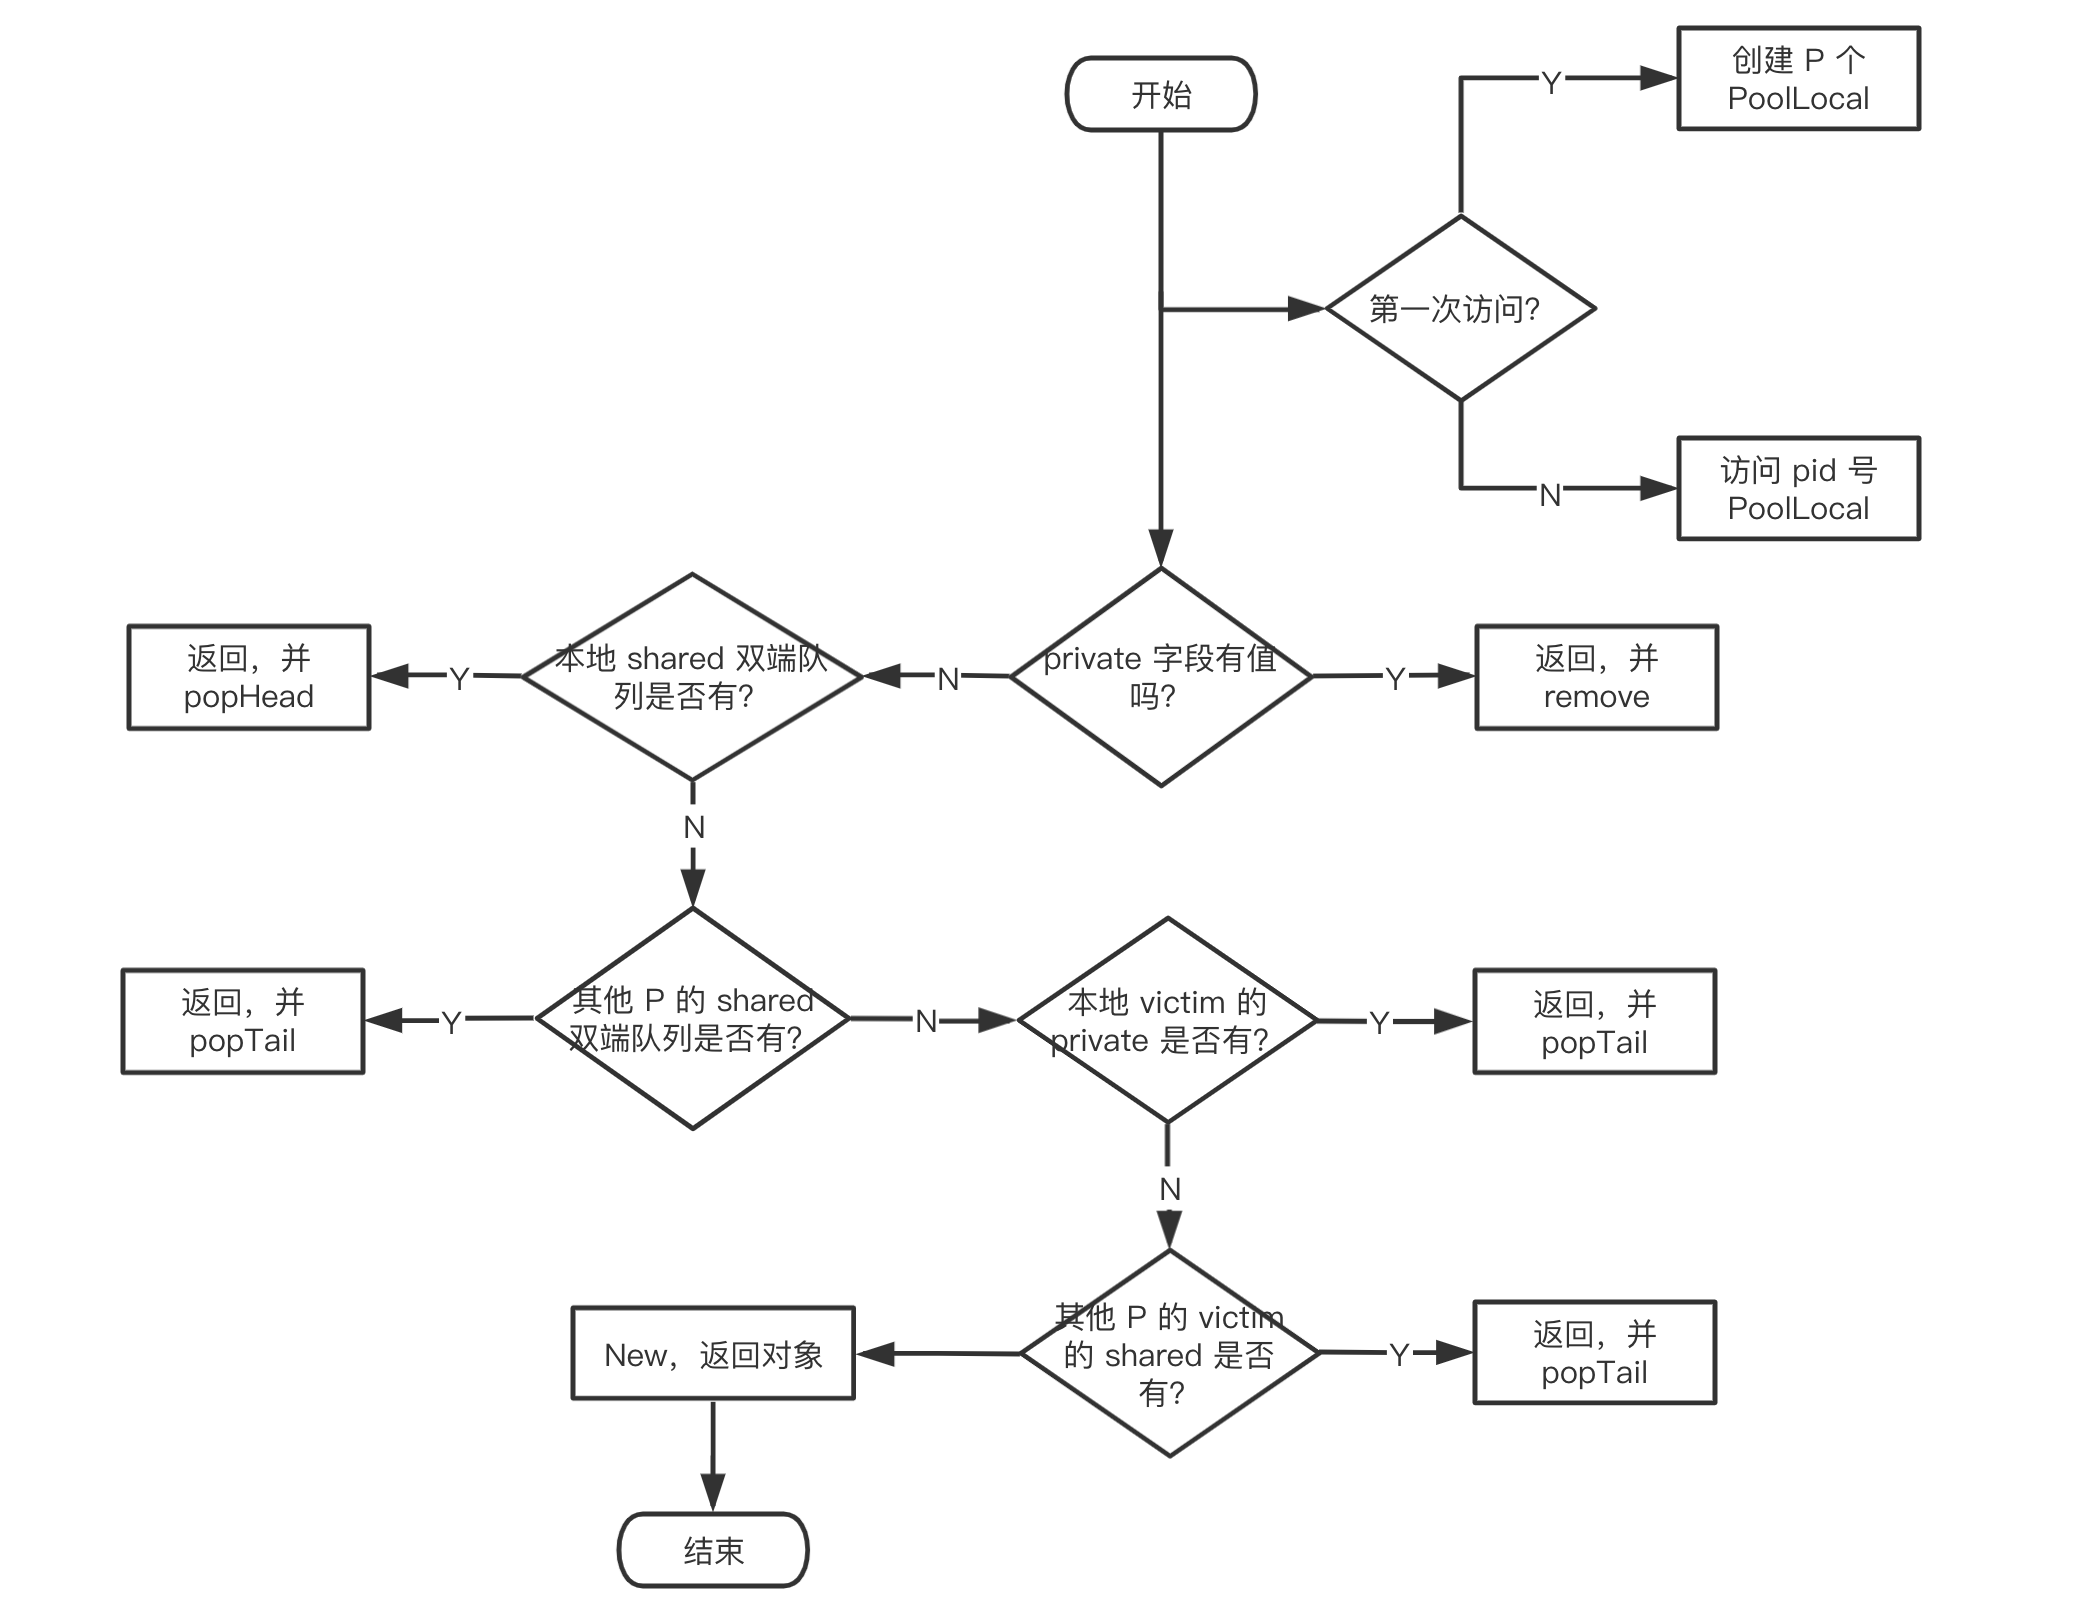 开始
Y
创建 P 个
PoolLocal
第一次访问?
N
访问 pid 号
PoolLocal
返回，并
popHead
Y
本地 shared 双端队
列是否有?
N
private 字段有值
吗?
Y
返回，并
remove
N
返回，并
popTail
Y
其他 P 的 shared
双端队列是否有?
N
本地 victim 的
private 是否有?
Y
返回，并
popTail
N
New，返回对象
其他 P 的 victim
的 shared 是否
有?
Y
返回，并
popTail
结束